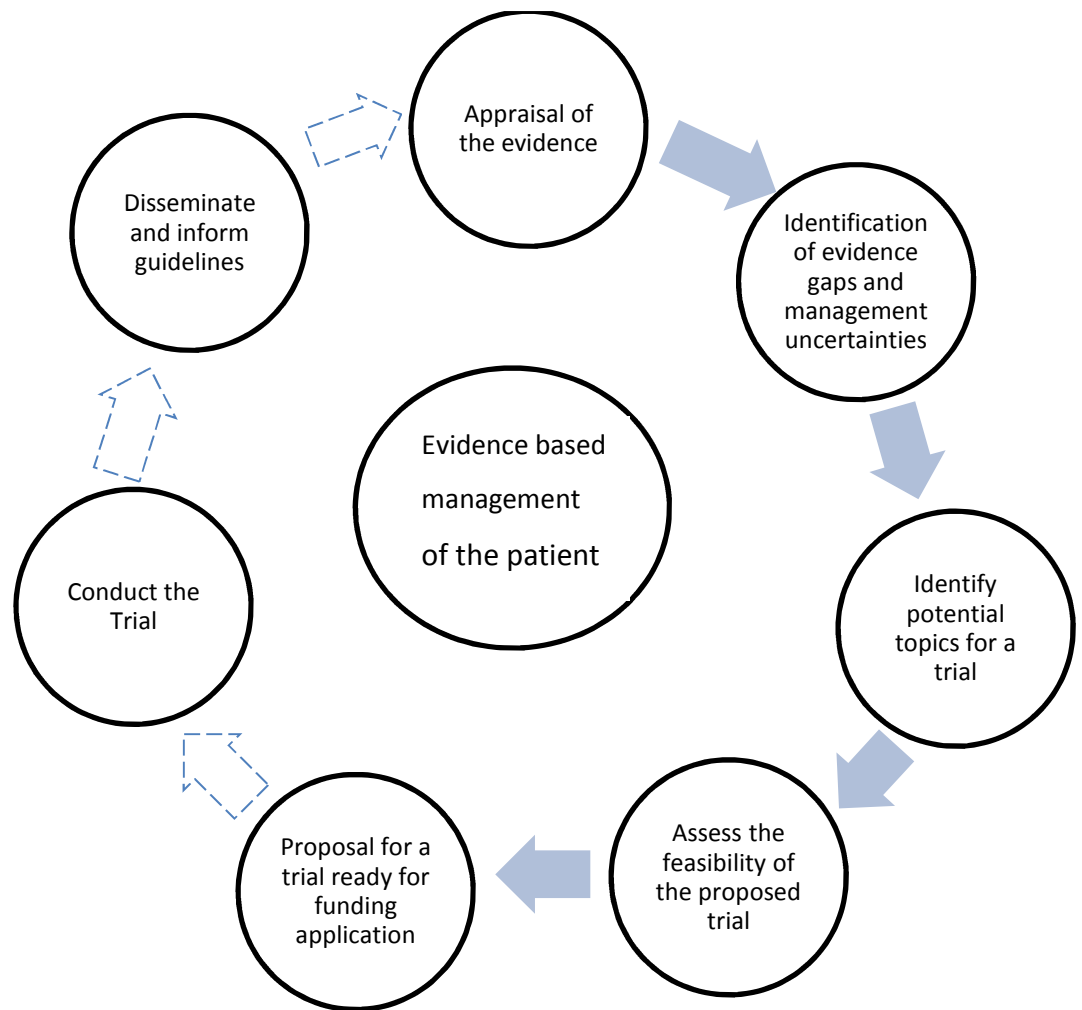 Appraisal of
the evidence
Identification
of evidence
gaps and
management
uncertainties
Identify
potential
topics for a
trial
Assess the
feasibility of
the proposed
trial
Proposal for a
trial ready for
funding
application
Conduct the
Trial
Disseminate
and inform
guidelines
Evidence based
management
of the patient